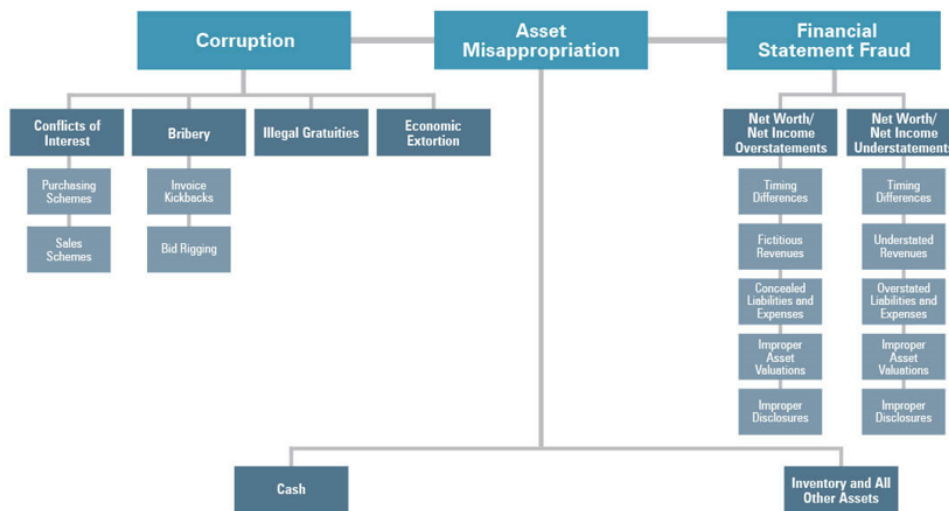 Corruption
Asset
Misappropriation
Financial
Statement Fraud
Conflicts of
Interest
Bribery
Illegal Gratuities
Economic
Extortion
Net Worth/
Net Income
Overstatements
Net Worth/
Net Income
Understatements
Purchasing
Schemes
Invoice
Kickbacks
Timing
Differences
Timing
Differences
Sales
Schemes
Bid Rigging
Fictitious
Revenues
Understated
Revenues
Concealed
Liabilities and
Expenses
Overstated
Liabilities and
Expenses
Improper
Asset
Valuations
Improper
Asset
Valuations
Improper
Disclosures
Improper
Disclosures
Cash
Inventory and All
Other Assets